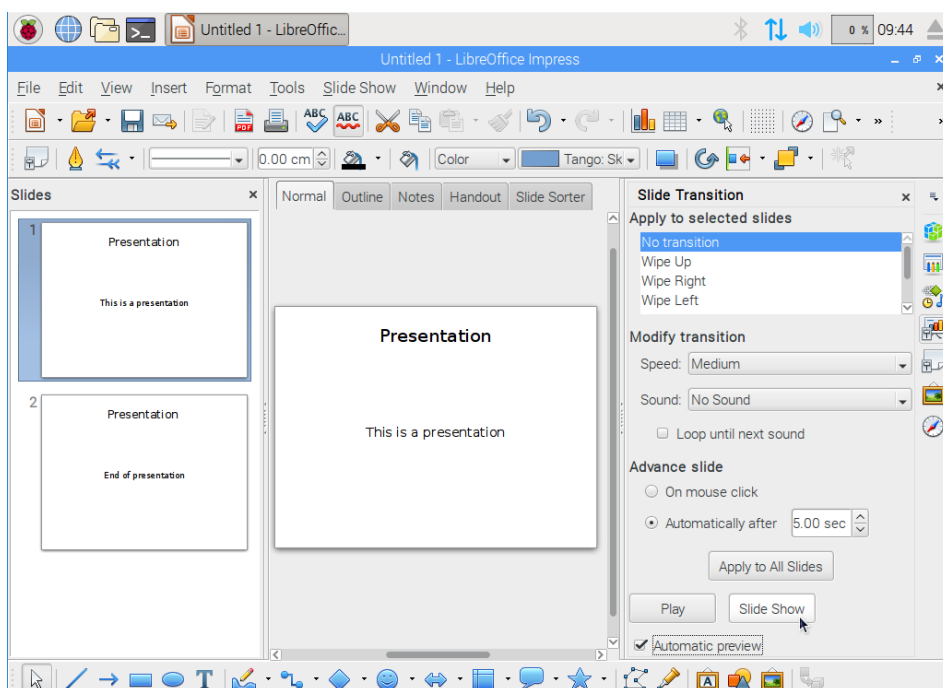 Untitled 1 - LibreOffic...
0 % 09:44
Untitled 1 - LibreOffice Impress
File Edit View Insert Format Tools Slide Show Window Help
PDF
ABC
ABC
0.00 cm
Color
Tango: Sk
Slides
Normal Outline Notes Handout Slide Sorter
Slide Transition
1
Presentation
This is a presentation
2
Presentation
End of presentation
Presentation
This is a presentation
Apply to selected slides
No transition
Wipe Up
Wipe Right
Wipe Left
Modify transition
Speed: Medium
Sound: No Sound
Loop until next sound
Advance slide
On mouse click
Automatically after 5.00 sec
Apply to All Slides
Play Slide Show
Automatic preview
T
A